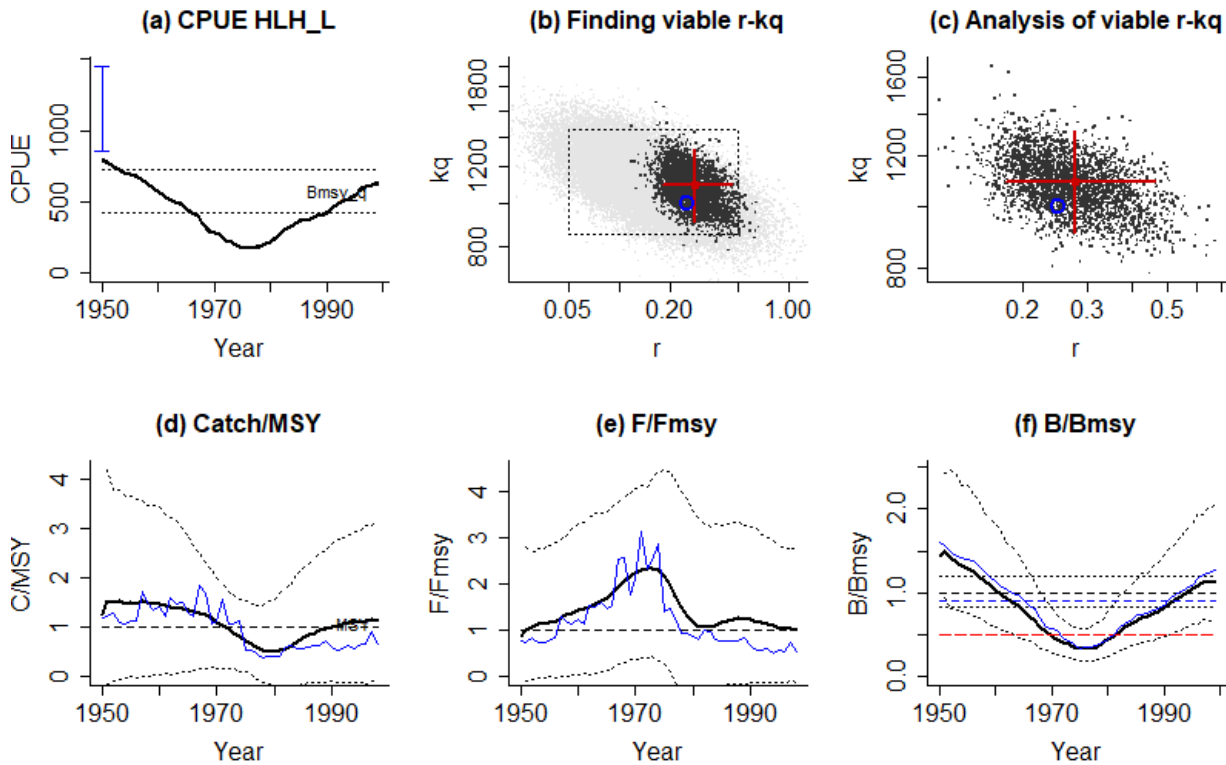 (a) CPUE HLH_L
CPUE
0
500
1000
Bmsy_q
1950
1970
1990
Year
(b) Finding viable r-kq
kq
800
1200
1800
0.05
0.20
1.00
r
(c) Analysis of viable r-kq
kq
800
1200
1600
0.2
0.3
0.5
r
(d) Catch/MSY
C/MSY
0
1
2
3
4
MSY
1950
1970
1990
Year
(e) F/Fmsy
F/Fmsy
0
1
2
3
4
1950
1970
1990
Year
(f) B/Bmsy
B/Bmsy
0.0
1.0
2.0
1950
1970
1990
Year